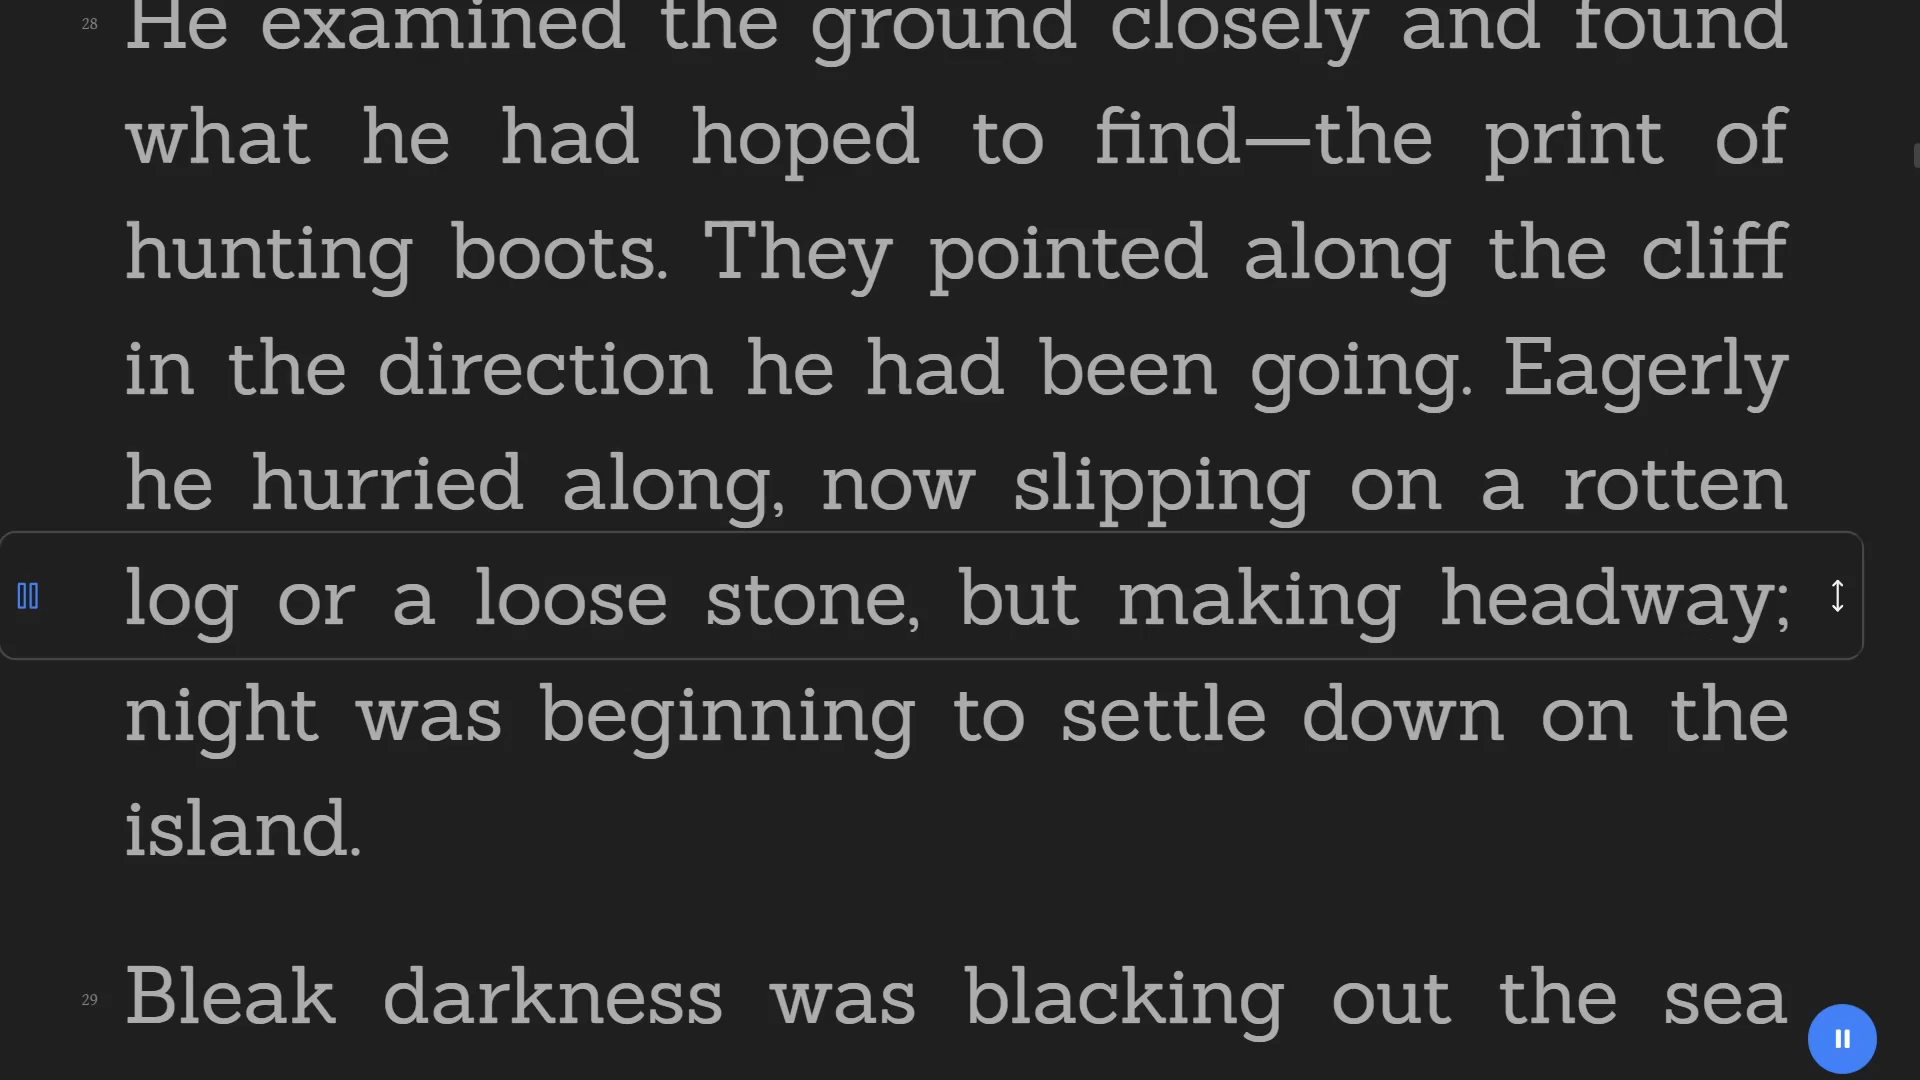 28
He examined the ground closely and found
what he had hoped to find—the print of
hunting boots. They pointed along the cliff
in the direction he had been going. Eagerly
he hurried along, now slipping on a rotten
log or a loose stone, but making headway;
night was beginning to settle down on the
island.
29
Bleak darkness was blacking out the sea